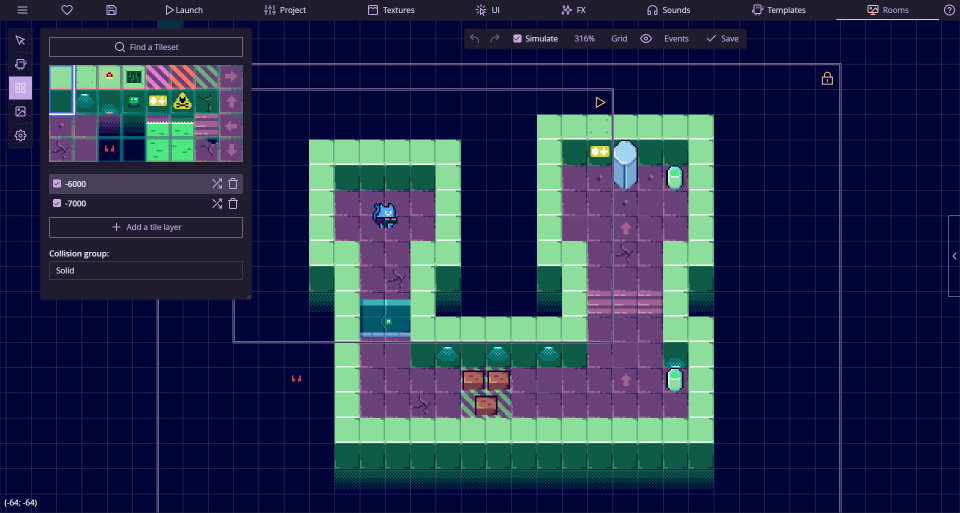 Launch Project Textures UI FX Sounds Templates Rooms
Find a Tileset
Simulate 316% Grid Events Save
-6000
-7000
Add a tile layer
Collision group:
Solid
(-64; -64)